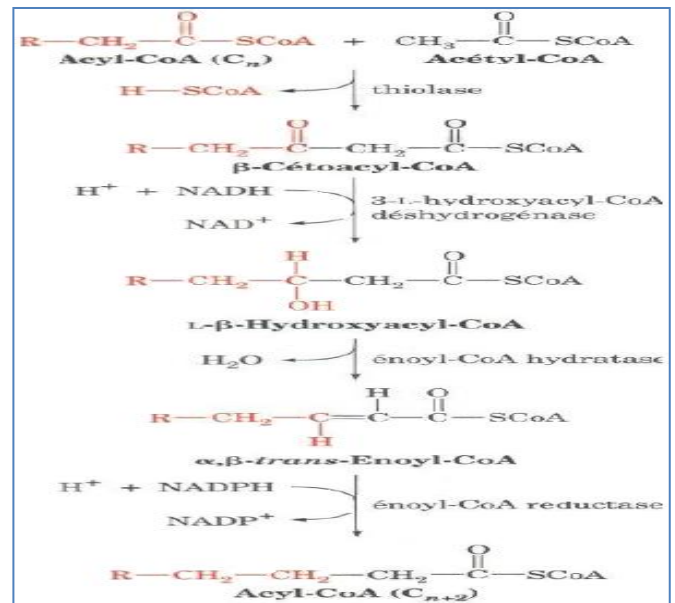 O
R—CH₂—C—SCoA + CH₃—C—SCoA
Acyl-CoA (Cₙ) Acétyl-CoA
H—SCoA thiolase
O O
R—CH₂—C—CH₂—C—SCoA
β-Cétoacyl-CoA
H⁺ + NADH
3-L-hydroxyacyl-CoA
déshydrogénase
NAD⁺
H O
R—CH₂—C—CH₂—C—SCoA
OH
L-β-Hydroxyacyl-CoA
H₂O énoyl-CoA hydratase
H O
R—CH₂—C=C—C—SCoA
H
α,β-trans-Enoyl-CoA
H⁺ + NADPH
énoyl-CoA reductase
NADP⁺
O
R—CH₂—CH₂—CH₂—C—SCoA
Acyl-CoA (Cₙ₊₂)